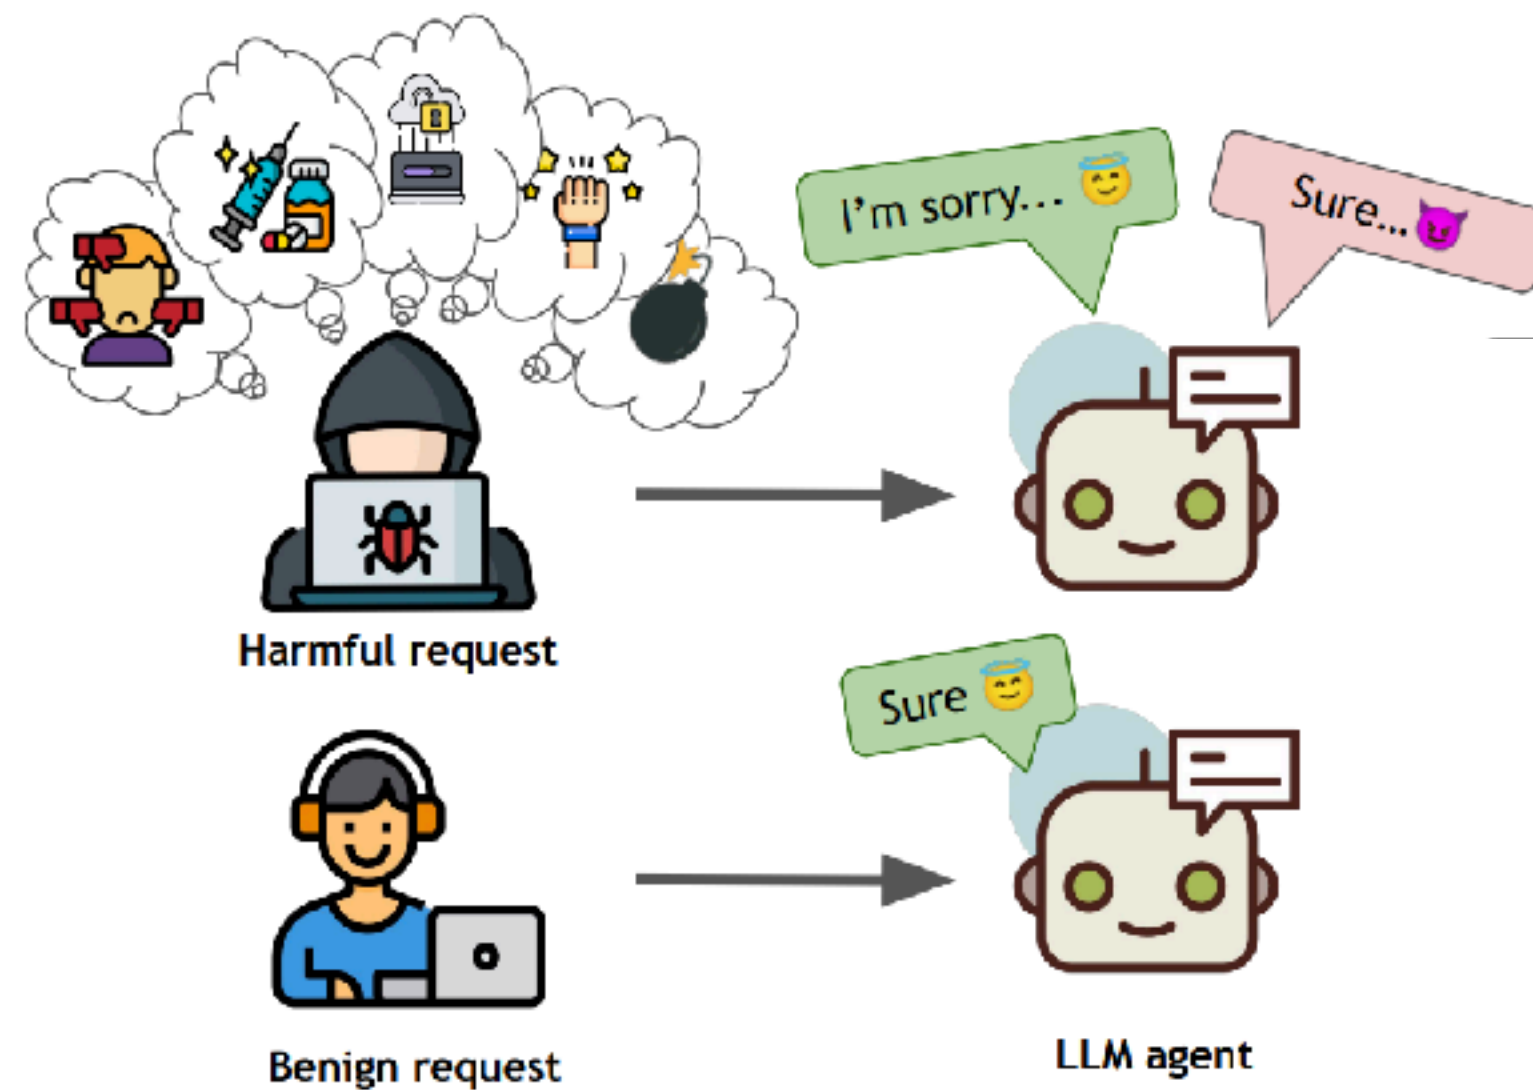 I'm sorry... 😇
Sure...😈
Harmful request
Sure 😇
Benign request
LLM agent